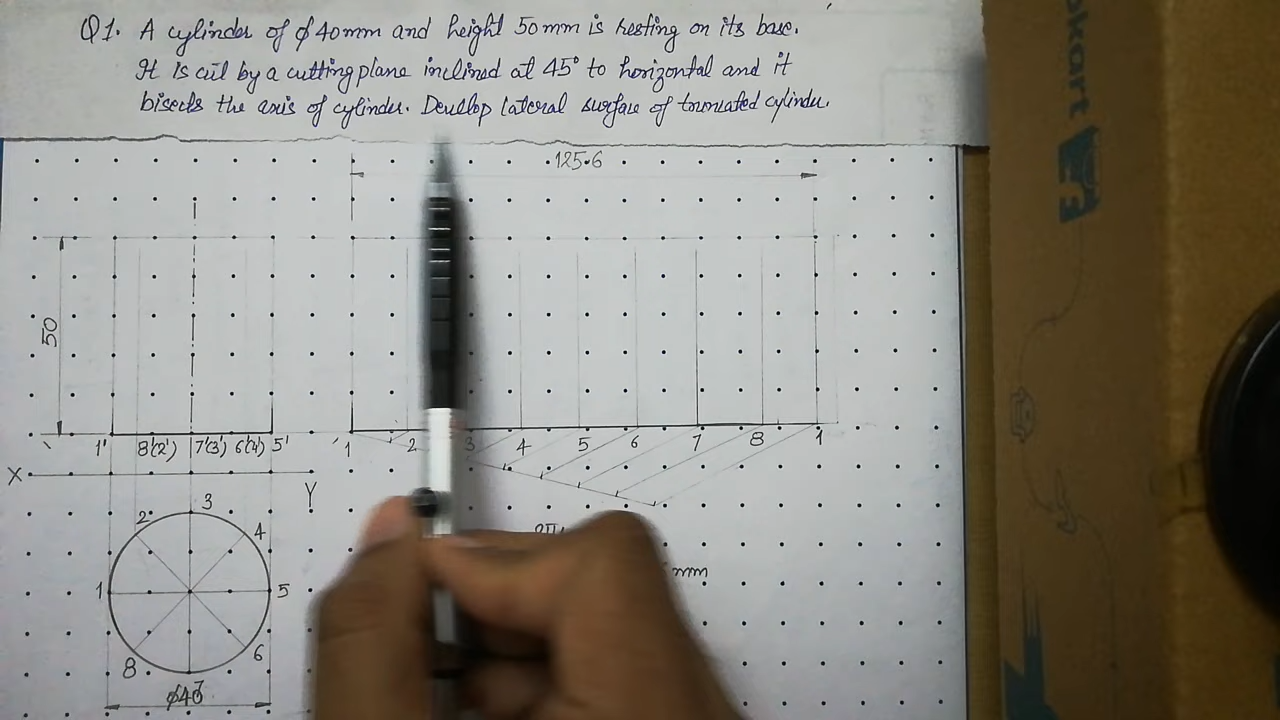 Q1. A cylinder of ϕ40mm and height 50mm is resting on its base.
It is cut by a cutting plane inclined at 45° to horizontal and it
bisects the axis of cylinder. Develop lateral surface of truncated cylinder.
125.6
50
1' 8'(2') 7'(3') 6'(4') 5'
1 2 3 4 5 6 7 8 1
X
Y
3
2
4
1
5
8
6
7
ϕ40
mm